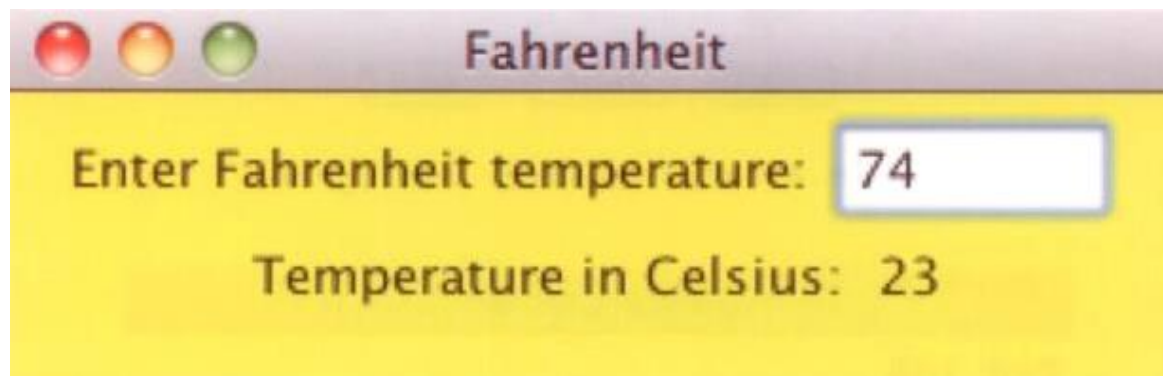 Fahrenheit
Enter Fahrenheit temperature: 74
Temperature in Celsius: 23